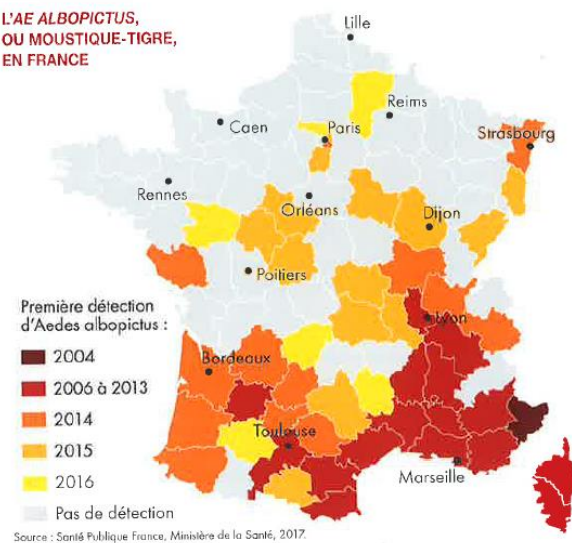 L'AE ALBOPICTUS,
OU MOUSTIQUE-TIGRE,
EN FRANCE
Lille
Reims
Caen
Paris
Strasbourg
Rennes
Orléans
Dijon
Poitiers
Lyon
Bordeaux
Toulouse
Marseille
Première détection
d'Aedes albopictus :
2004
2006 à 2013
2014
2015
2016
Pas de détection
Source : Santé Publique France, Ministère de la Santé, 2017.